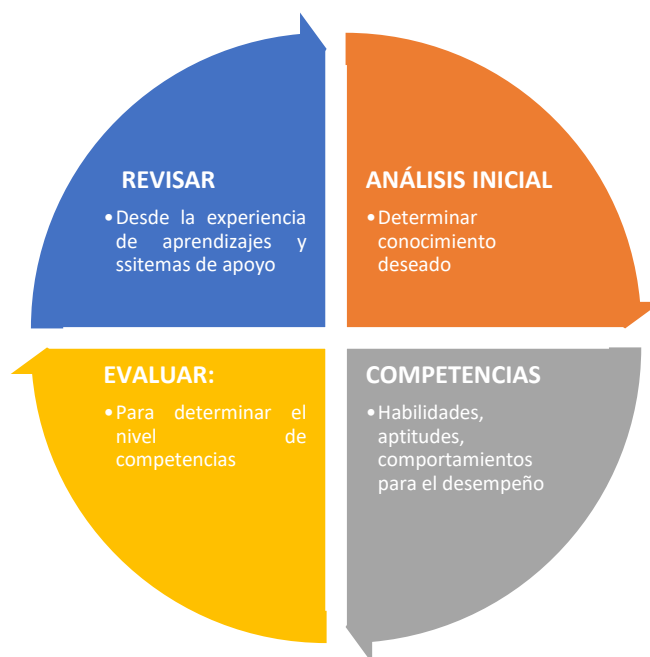 REVISAR
•Desde la experiencia
de aprendizajes y
ssitemas de apoyo
ANÁLISIS INICIAL
•Determinar
conocimiento
deseado
EVALUAR:
•Para determinar el
nivel de
competencias
COMPETENCIAS
•Habilidades,
aptitudes,
comportamientos
para el desempeño